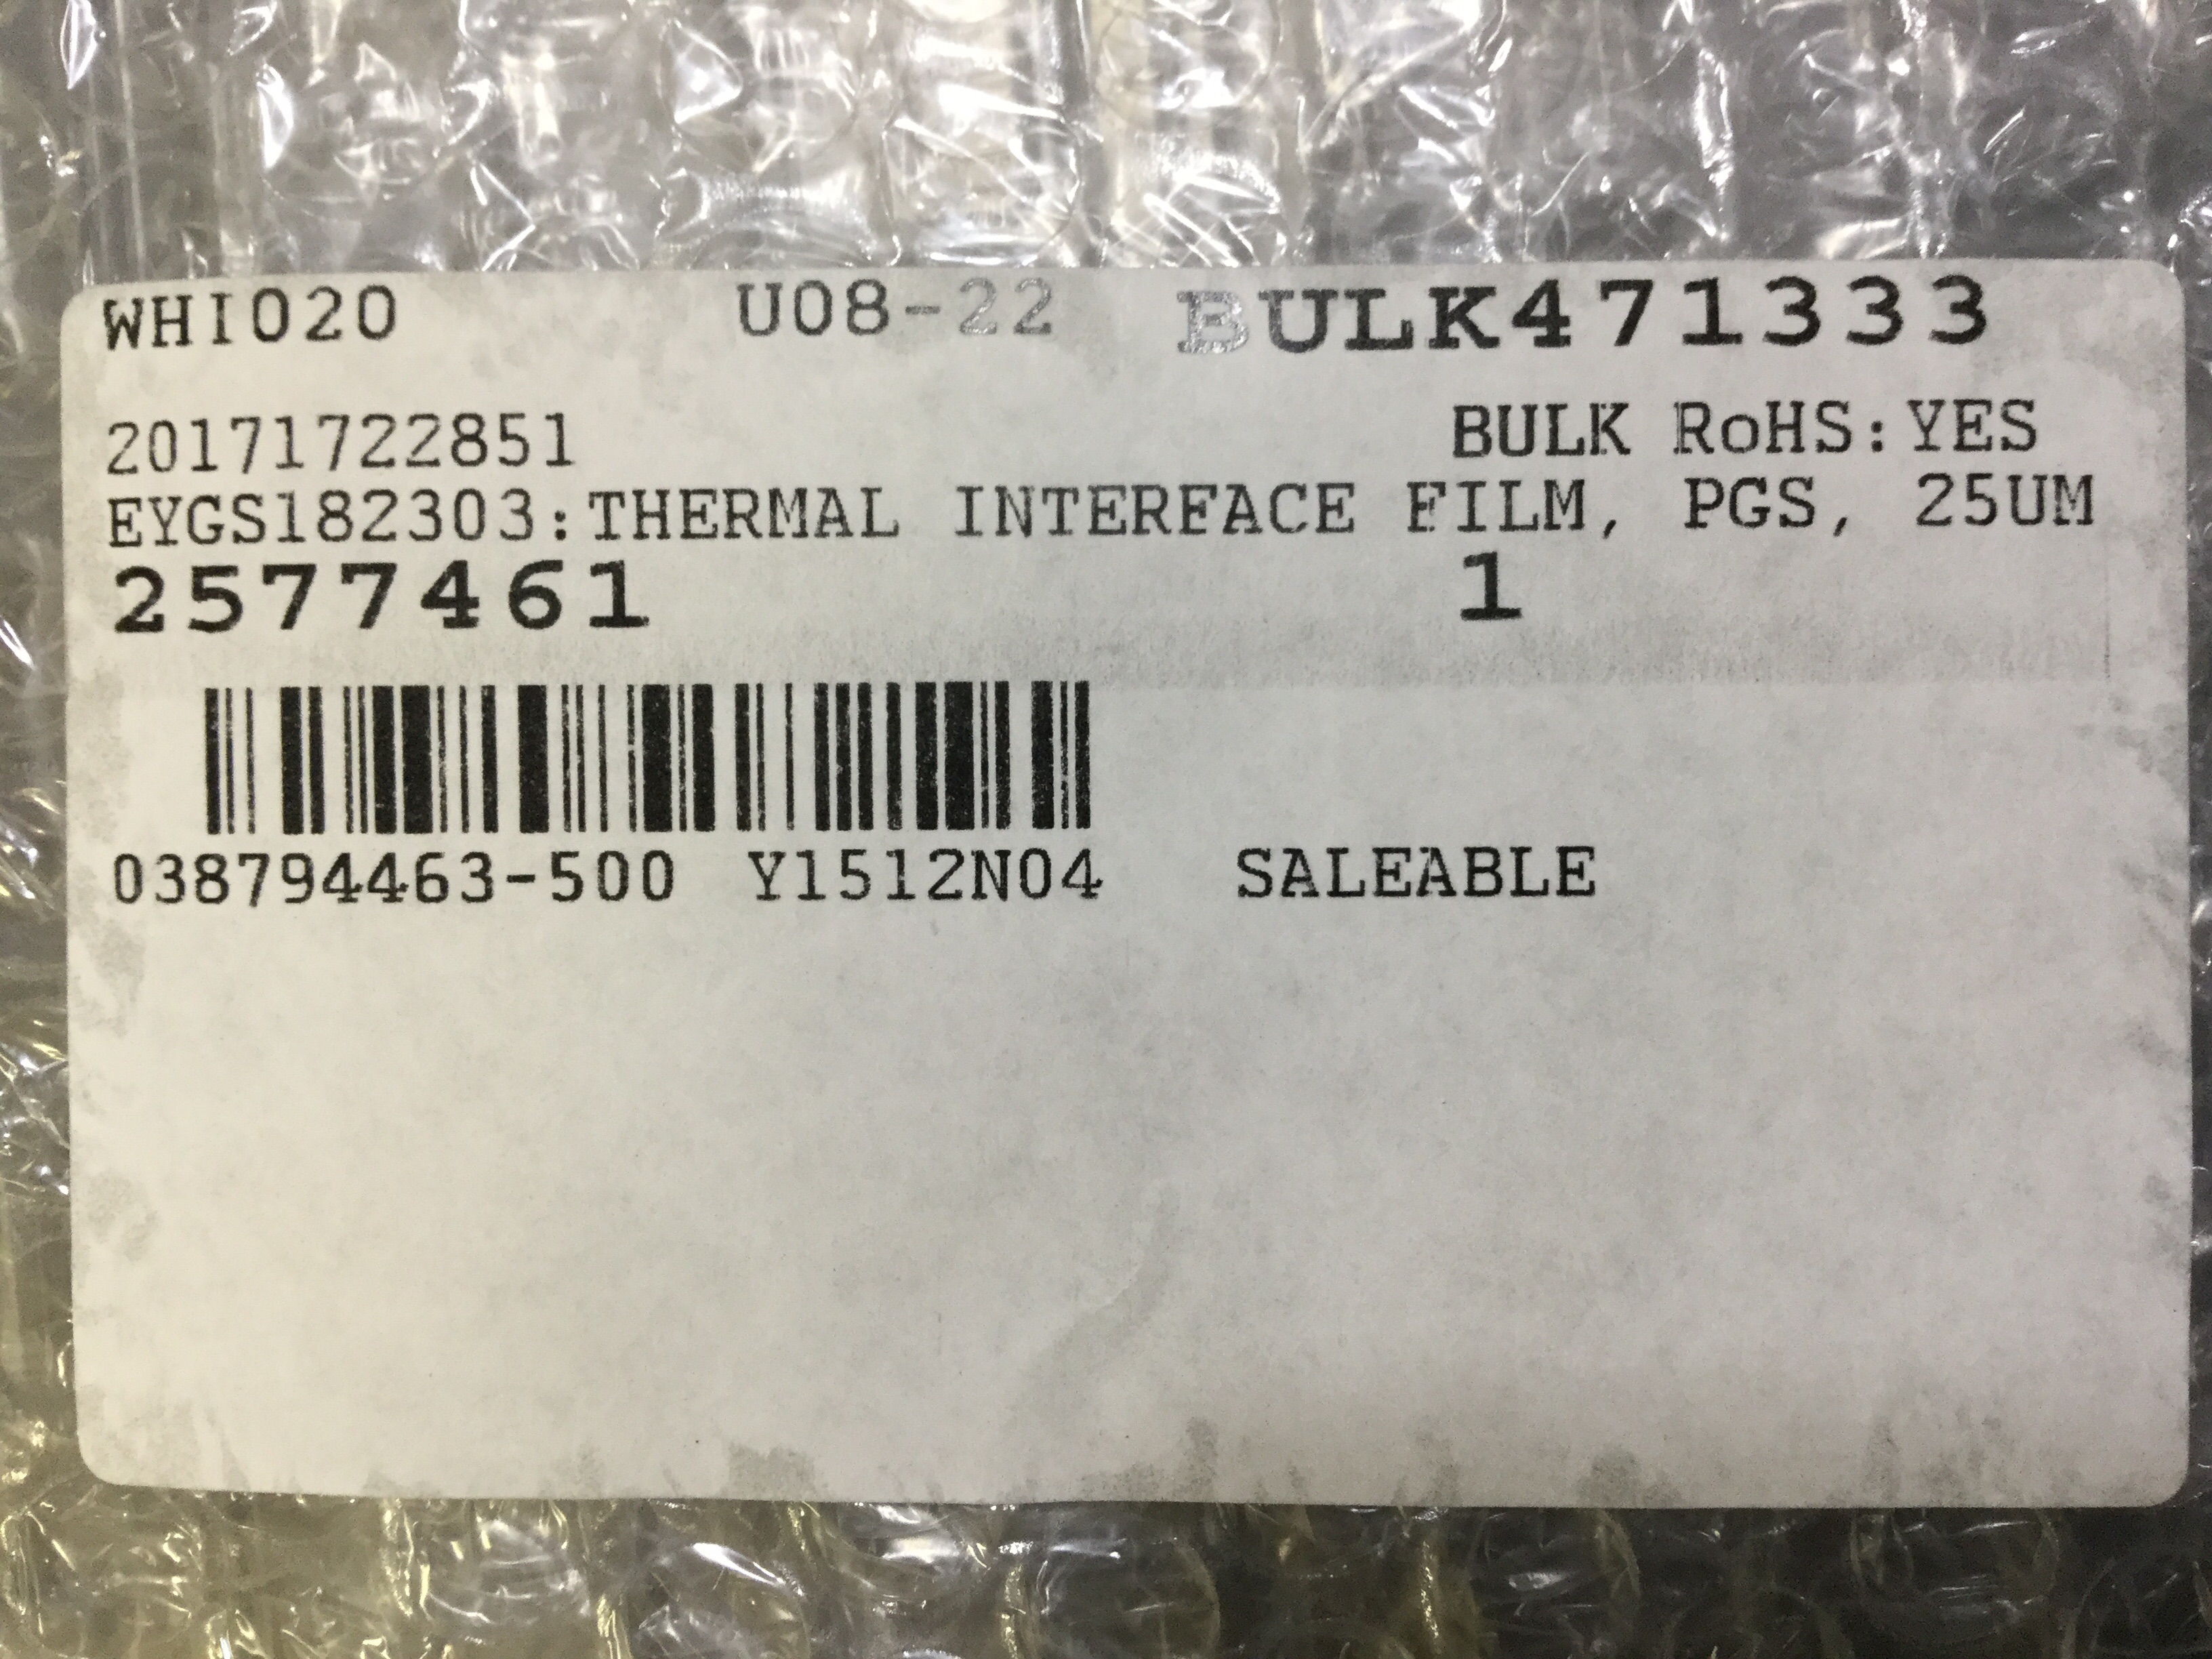 WHI020 U08-22 BULK471333
20171722851 BULK RoHS:YES
EYGS182303:THERMAL INTERFACE FILM, PGS, 25UM
2577461 1
038794463-500 Y1512N04 SALEABLE